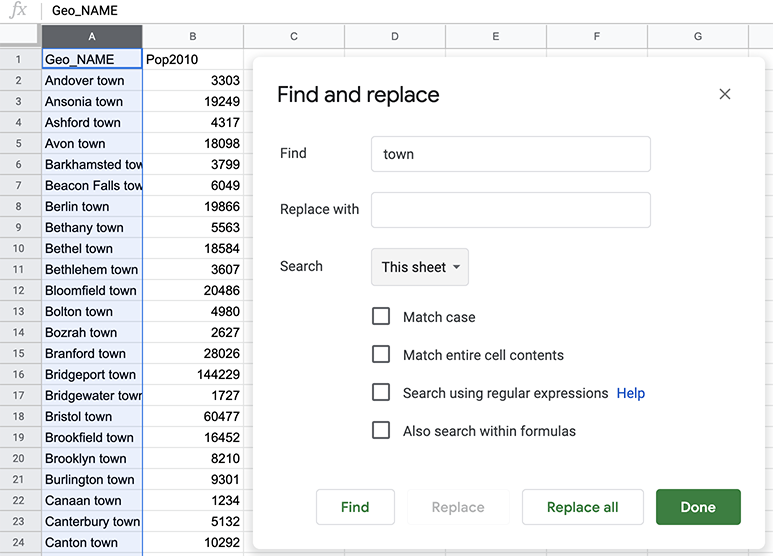 fx Geo_NAME
A B C D E F G
1 Geo_NAME Pop2010
2 Andover town 3303
3 Ansonia town 19249
4 Ashford town 4317
5 Avon town 18098
6 Barkhamsted tow 3799
7 Beacon Falls tow 6049
8 Berlin town 19866
9 Bethany town 5563
10 Bethel town 18584
11 Bethlehem town 3607
12 Bloomfield town 20486
13 Bolton town 4980
14 Bozrah town 2627
15 Branford town 28026
16 Bridgeport town 144229
17 Bridgewater town 1727
18 Bristol town 60477
19 Brookfield town 16452
20 Brooklyn town 8210
21 Burlington town 9301
22 Canaan town 1234
23 Canterbury town 5132
24 Canton town 10292
Find and replace
Find town
Replace with
Search This sheet
Match case
Match entire cell contents
Search using regular expressions Help
Also search within formulas
Find Replace Replace all Done